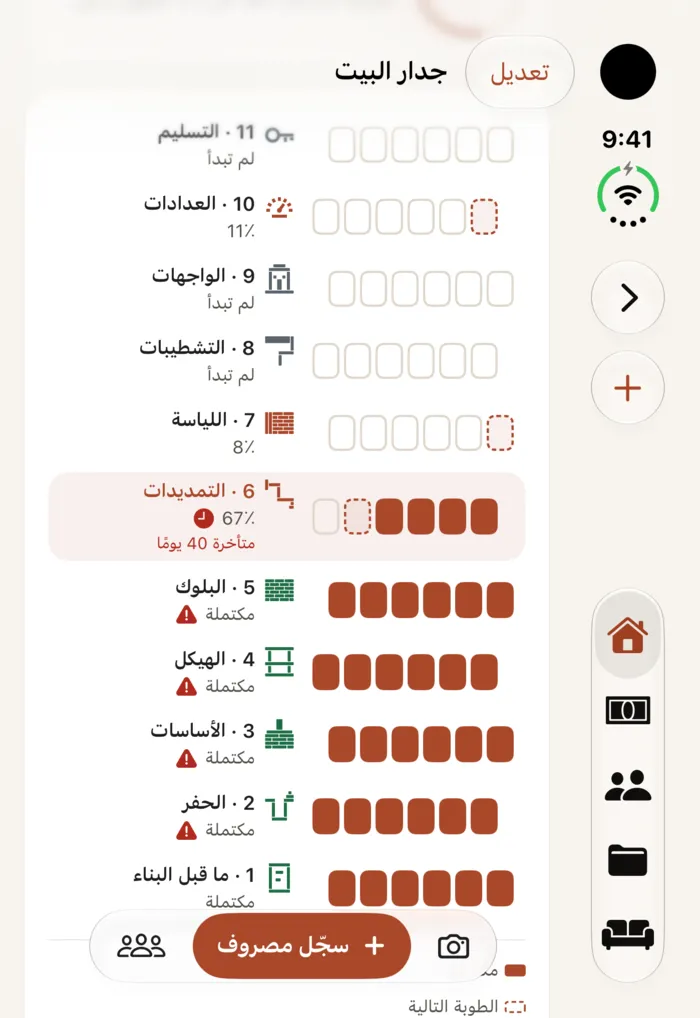 جدار البيت
تعديل
9:41
11 · التسليم
لم تبدأ
10 · العدادات
11٪
9 · الواجهات
لم تبدأ
8 · التشطيبات
لم تبدأ
7 · اللياسة
8٪
6 · التمديدات
67٪
متأخرة 40 يومًا
5 · البلوك
مكتملة
4 · الهيكل
مكتملة
3 · الأساسات
مكتملة
2 · الحفر
مكتملة
1 · ما قبل البناء
مكتملة
سجّل مصروف
الطوبة التالية